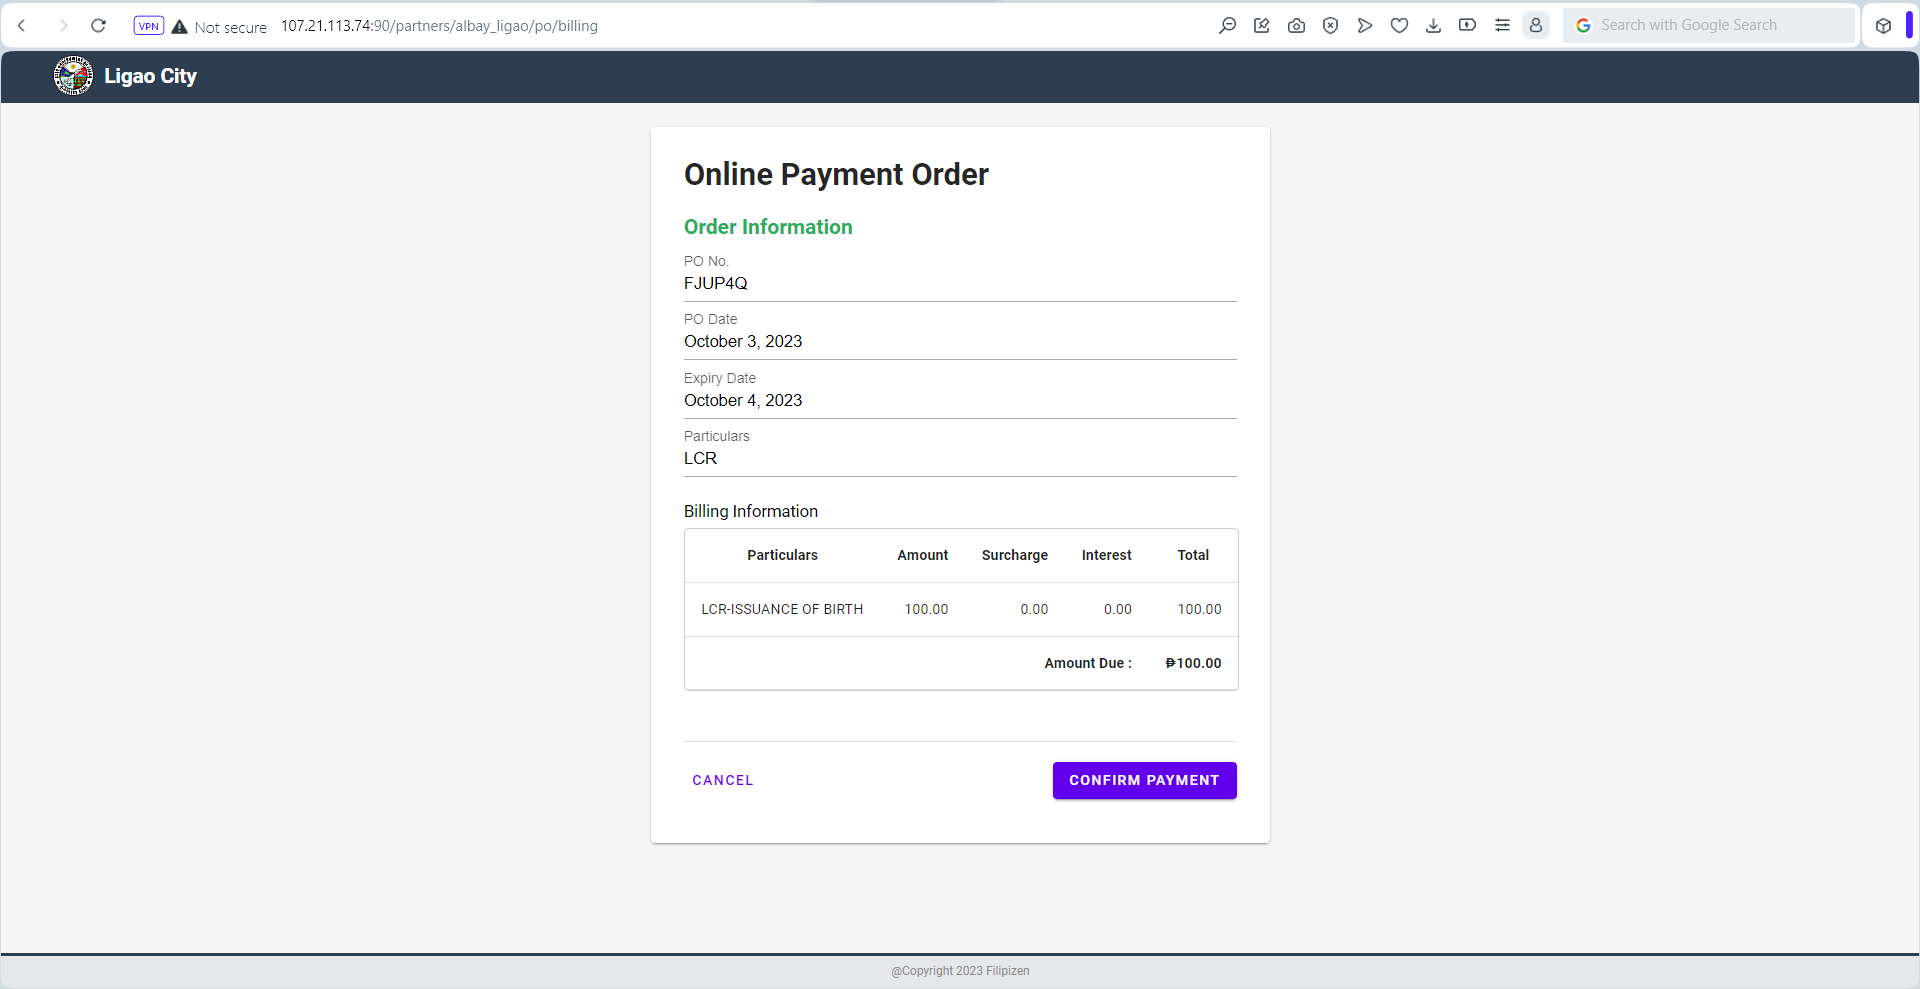 VPN Not secure 107.21.113.74:90/partners/albay_ligao/po/billing Search with Google Search
Ligao City
Online Payment Order
Order Information
PO No.
FJUP4Q
PO Date
October 3, 2023
Expiry Date
October 4, 2023
Particulars
LCR
Billing Information
Particulars Amount Surcharge Interest Total
LCR-ISSUANCE OF BIRTH 100.00 0.00 0.00 100.00
Amount Due : ₱100.00
CANCEL CONFIRM PAYMENT
@Copyright 2023 Filipizen